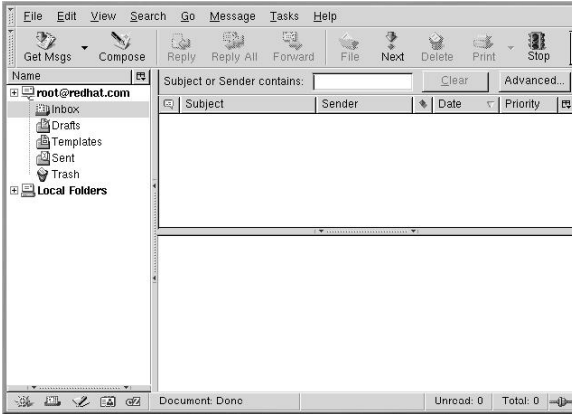 File Edit View Search Go Message Tasks Help
Get Msgs Compose Reply Reply All Forward File Next Delete Print Stop
Name
Subject or Sender contains: Clear Advanced...
root@redhat.com
Subject Sender Date Priority
Inbox
Drafts
Templates
Sent
Trash
Local Folders
Document: Done Unread: 0 Total: 0